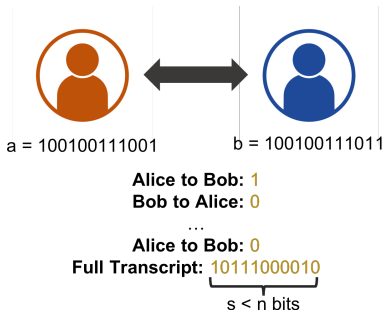 a = 100100111001
b = 100100111011
Alice to Bob: 1
Bob to Alice: 0
...
Alice to Bob: 0
Full Transcript: 10111000010
s < n bits